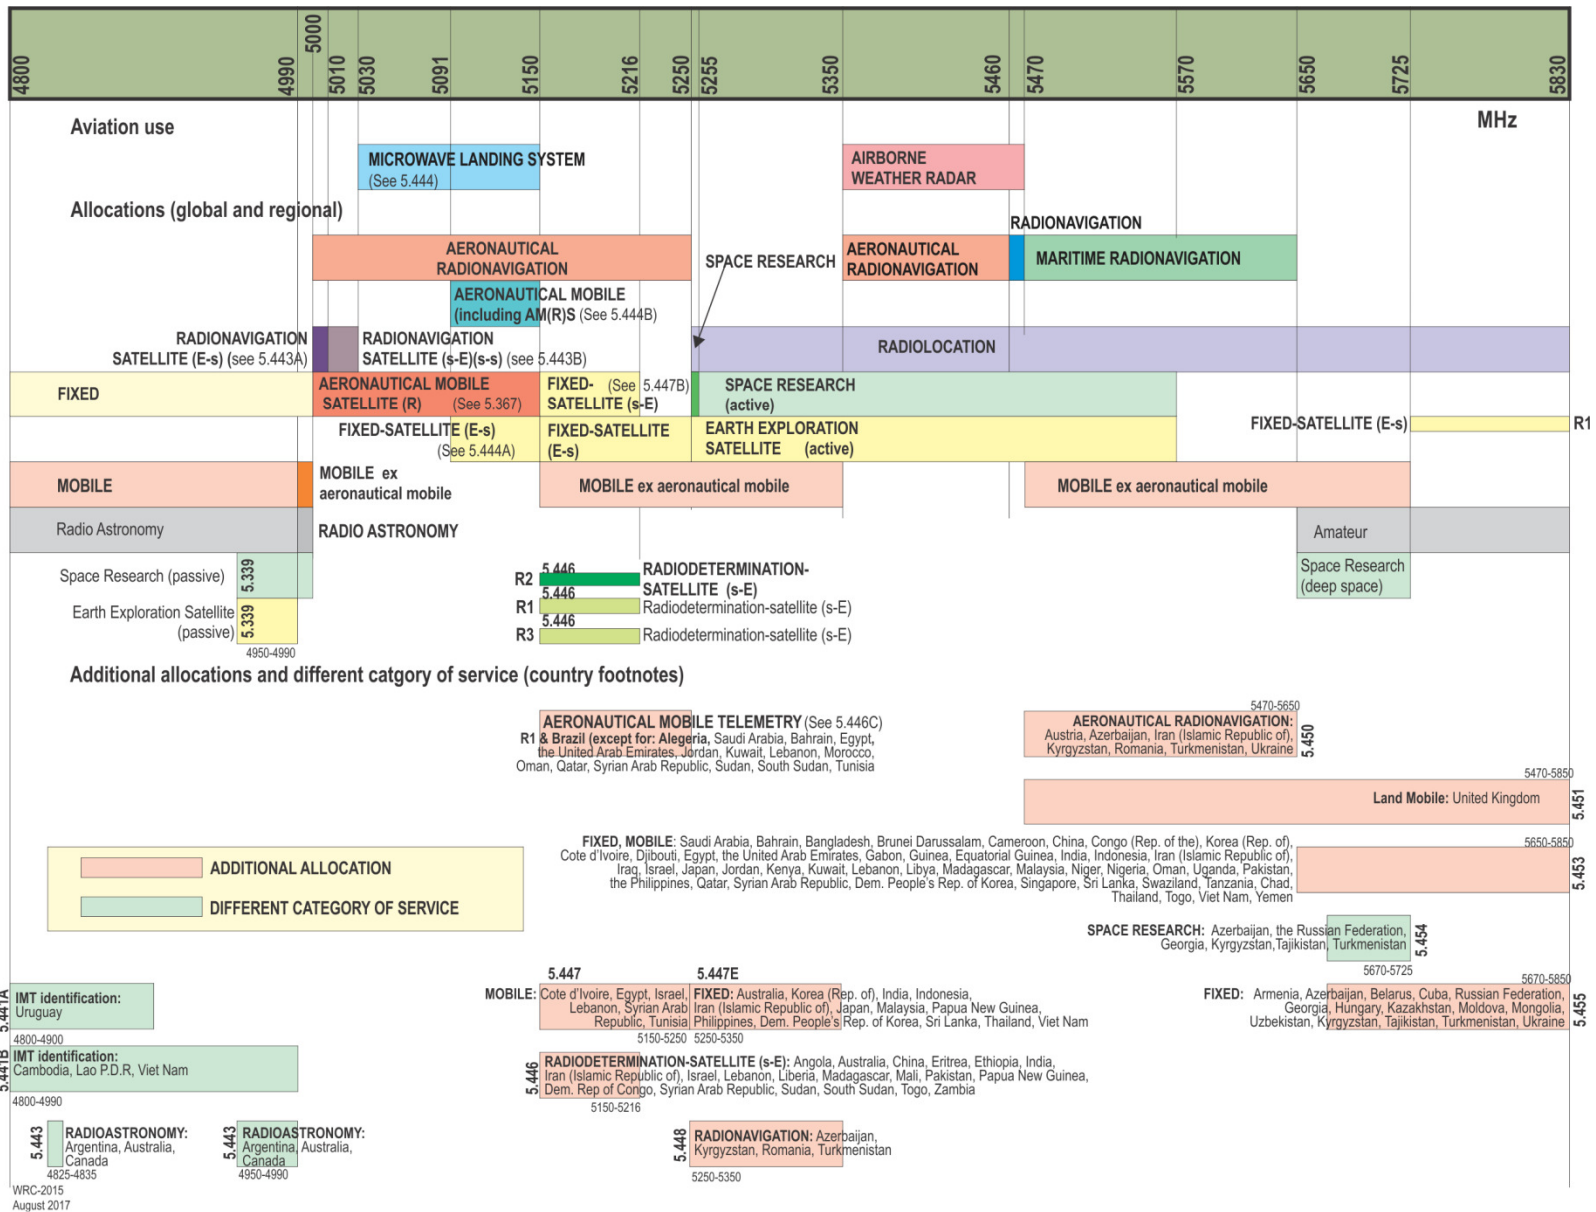 4800
4990
5000
5010
5030
5091
5150
5216
5250
5255
5350
5460
5470
5570
5650
5725
5830
MHz
Aviation use
MICROWAVE LANDING SYSTEM
(See 5.444)
AIRBORNE
WEATHER RADAR
Allocations (global and regional)
AERONAUTICAL
RADIONAVIGATION
SPACE RESEARCH
AERONAUTICAL
RADIONAVIGATION
RADIONAVIGATION
MARITIME RADIONAVIGATION
AERONAUTICAL MOBILE
(including AM(R)S (See 5.444B)
RADIONAVIGATION
SATELLITE (E-s) (see 5.443A)
RADIONAVIGATION
SATELLITE (s-E)(s-s) (see 5.443B)
RADIOLOCATION
FIXED
AERONAUTICAL MOBILE
SATELLITE (R) (See 5.367)
FIXED- (See 5.447B)
SATELLITE (s-E)
SPACE RESEARCH
(active)
FIXED-SATELLITE (E-s)
(See 5.444A)
FIXED-SATELLITE
(E-s)
EARTH EXPLORATION
SATELLITE (active)
FIXED-SATELLITE (E-s)
R1
MOBILE
MOBILE ex
aeronautical mobile
MOBILE ex aeronautical mobile
MOBILE ex aeronautical mobile
Radio Astronomy
RADIO ASTRONOMY
Amateur
Space Research (passive)
5.339
Earth Exploration Satellite
(passive)
5.339
4950-4990
5.446
R2
RADIODETERMINATION-
SATELLITE (s-E)
5.446
R1
Radiodetermination-satellite (s-E)
5.446
R3
Radiodetermination-satellite (s-E)
Space Research
(deep space)
Additional allocations and different catgory of service (country footnotes)
AERONAUTICAL MOBILE TELEMETRY (See 5.446C)
R1 & Brazil (except for: Alegeria, Saudi Arabia, Bahrain, Egypt,
the United Arab Emirates, Jordan, Kuwait, Lebanon, Morocco,
Oman, Qatar, Syrian Arab Republic, Sudan, South Sudan, Tunisia
5470-5650
AERONAUTICAL RADIONAVIGATION:
Austria, Azerbaijan, Iran (Islamic Republic of),
Kyrgyzstan, Romania, Turkmenistan, Ukraine
5.450
5470-5850
Land Mobile: United Kingdom
5.451
FIXED, MOBILE: Saudi Arabia, Bahrain, Bangladesh, Brunei Darussalam, Cameroon, China, Congo (Rep. of the), Korea (Rep. of),
Cote d'Ivoire, Djibouti, Egypt, the United Arab Emirates, Gabon, Guinea, Equatorial Guinea, India, Indonesia, Iran (Islamic Republic of),
Iraq, Israel, Japan, Jordan, Kenya, Kuwait, Lebanon, Libya, Madagascar, Malaysia, Niger, Nigeria, Oman, Uganda, Pakistan,
the Philippines, Qatar, Syrian Arab Republic, Dem. People's Rep. of Korea, Singapore, Sri Lanka, Swaziland, Tanzania, Chad,
Thailand, Togo, Viet Nam, Yemen
5650-5850
5.453
ADDITIONAL ALLOCATION
DIFFERENT CATEGORY OF SERVICE
SPACE RESEARCH: Azerbaijan, the Russian Federation,
Georgia, Kyrgyzstan,Tajikistan, Turkmenistan
5.454
5670-5725
5.441A
IMT identification:
Uruguay
4800-4900
5.447
MOBILE: Cote d'Ivoire, Egypt, Israel,
Lebanon, Syrian Arab
Republic, Tunisia
5150-5250
5.447E
FIXED: Australia, Korea (Rep. of), India, Indonesia,
Iran (Islamic Republic of), Japan, Malaysia, Papua New Guinea,
Philippines, Dem. People's Rep. of Korea, Sri Lanka, Thailand, Viet Nam
5250-5350
5670-5850
FIXED: Armenia, Azerbaijan, Belarus, Cuba, Russian Federation,
Georgia, Hungary, Kazakhstan, Moldova, Mongolia,
Uzbekistan, Kyrgyzstan, Tajikistan, Turkmenistan, Ukraine
5.455
5.441B
IMT identification:
Cambodia, Lao P.D.R, Viet Nam
4800-4990
5.446
RADIODETERMINATION-SATELLITE (s-E): Angola, Australia, China, Eritrea, Ethiopia, India,
Iran (Islamic Republic of), Israel, Lebanon, Liberia, Madagascar, Mali, Pakistan, Papua New Guinea,
Dem. Rep of Congo, Syrian Arab Republic, Sudan, South Sudan, Togo, Zambia
5150-5216
5.443
RADIOASTRONOMY:
Argentina, Australia,
Canada
4825-4835
5.443
RADIOASTRONOMY:
Argentina, Australia,
Canada
4950-4990
5.448
RADIONAVIGATION: Azerbaijan,
Kyrgyzstan, Romania, Turkmenistan
5250-5350
WRC-2015
August 2017